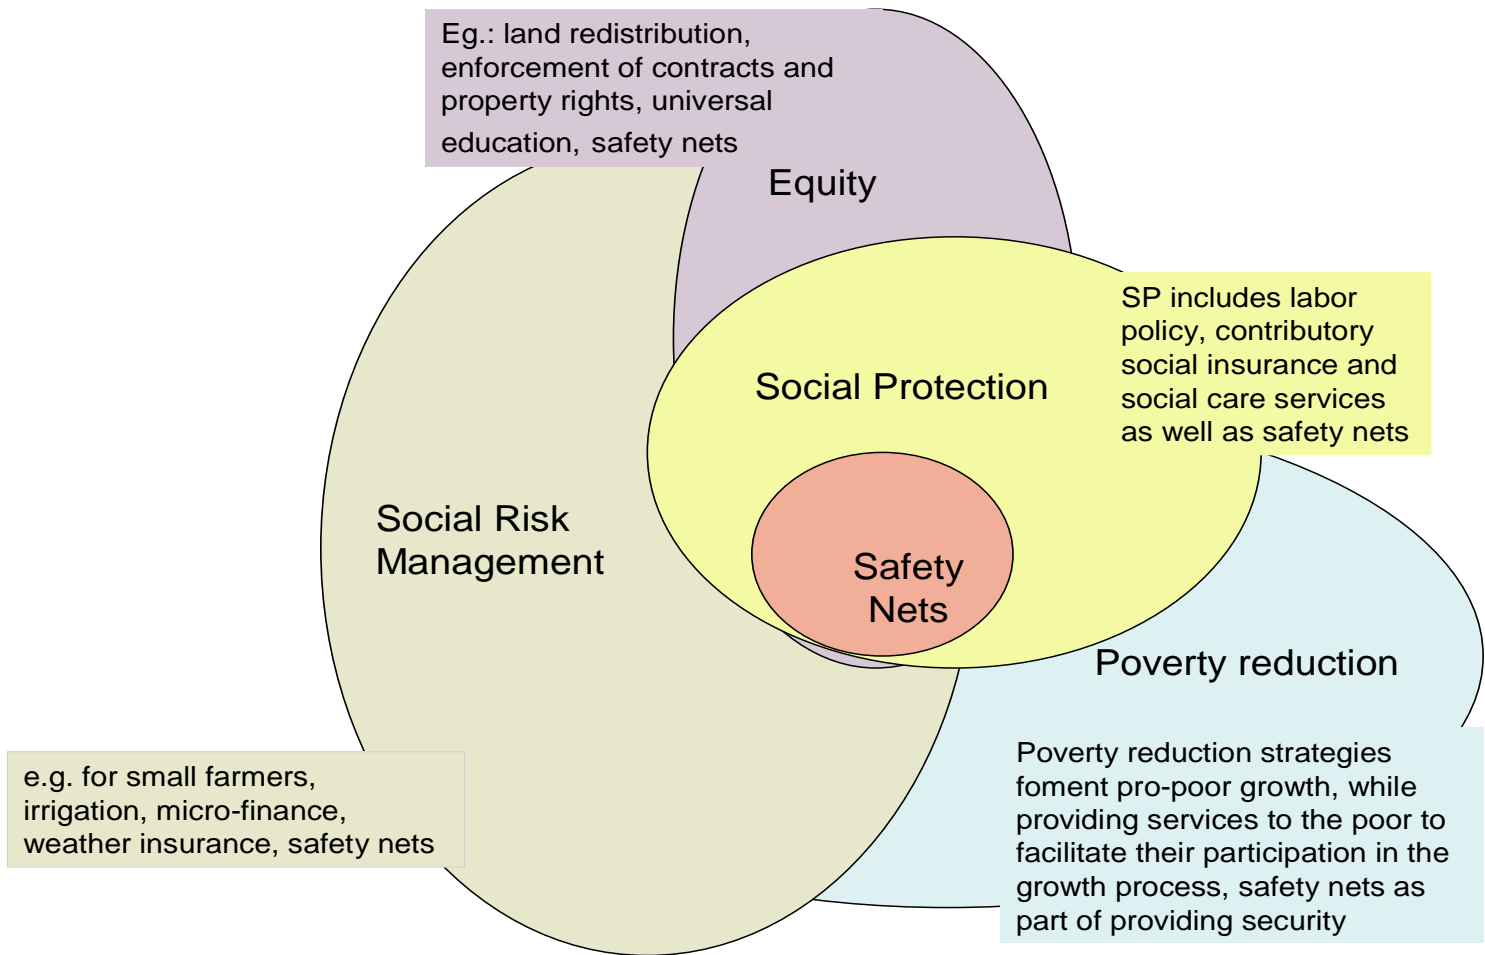 Eg.: land redistribution,
enforcement of contracts and
property rights, universal
education, safety nets
Equity
SP includes labor
policy, contributory
social insurance and
social care services
as well as safety nets
Social Protection
Social Risk
Management
Safety
Nets
Poverty reduction
e.g. for small farmers,
irrigation, micro-finance,
weather insurance, safety nets
Poverty reduction strategies
foment pro-poor growth, while
providing services to the poor to
facilitate their participation in the
growth process, safety nets as
part of providing security